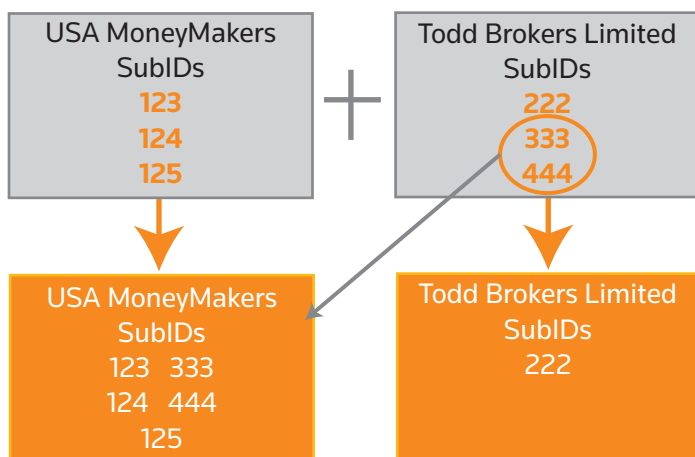 USA MoneyMakers
SubIDs
123
124
125
Todd Brokers Limited
SubIDs
222
333
444
USA MoneyMakers
SubIDs
123 333
124 444
125
Todd Brokers Limited
SubIDs
222